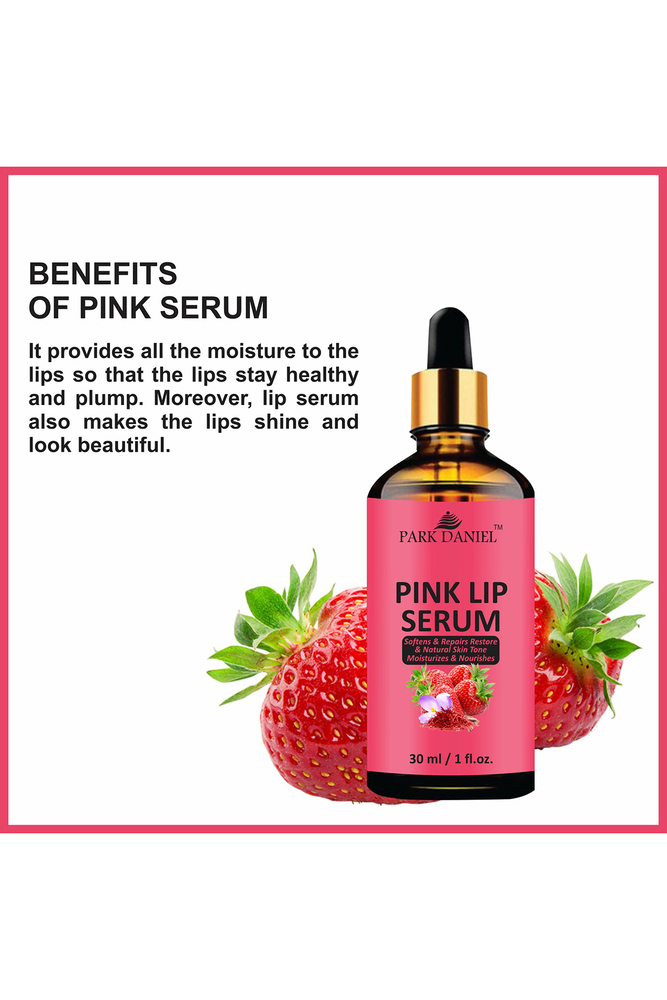 BENEFITS
OF PINK SERUM
It provides all the moisture to the
lips so that the lips stay healthy
and plump. Moreover, lip serum
also makes the lips shine and
look beautiful.
PARK DANIEL™
PINK LIP
SERUM
Softens & Repairs Restore
& Natural Skin Tone
Moisturizes & Nourishes
30 ml / 1 fl.oz.